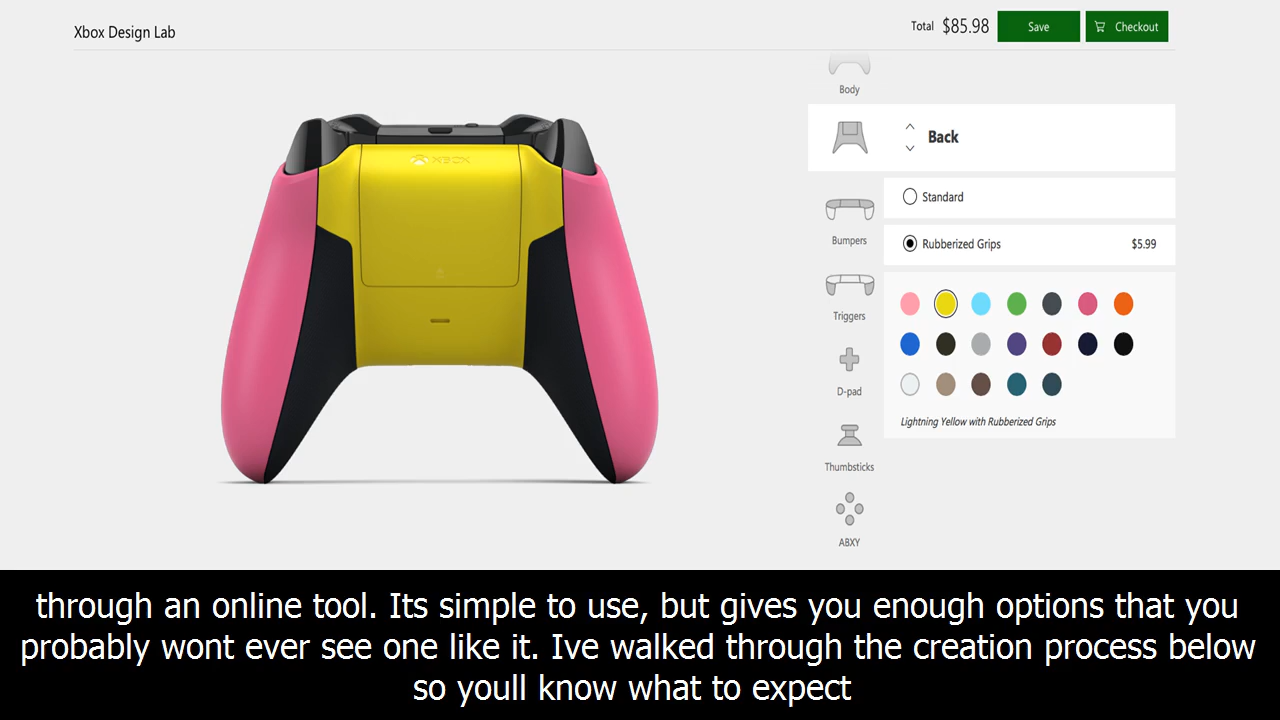 Xbox Design Lab
Total $85.98 Save Checkout
Body
Back
Standard
Rubberized Grips $5.99
Bumpers
Triggers
D-pad
Thumbsticks
ABXY
Lightning Yellow with Rubberized Grips
XBOX
through an online tool. Its simple to use, but gives you enough options that you
probably wont ever see one like it. Ive walked through the creation process below
so youll know what to expect